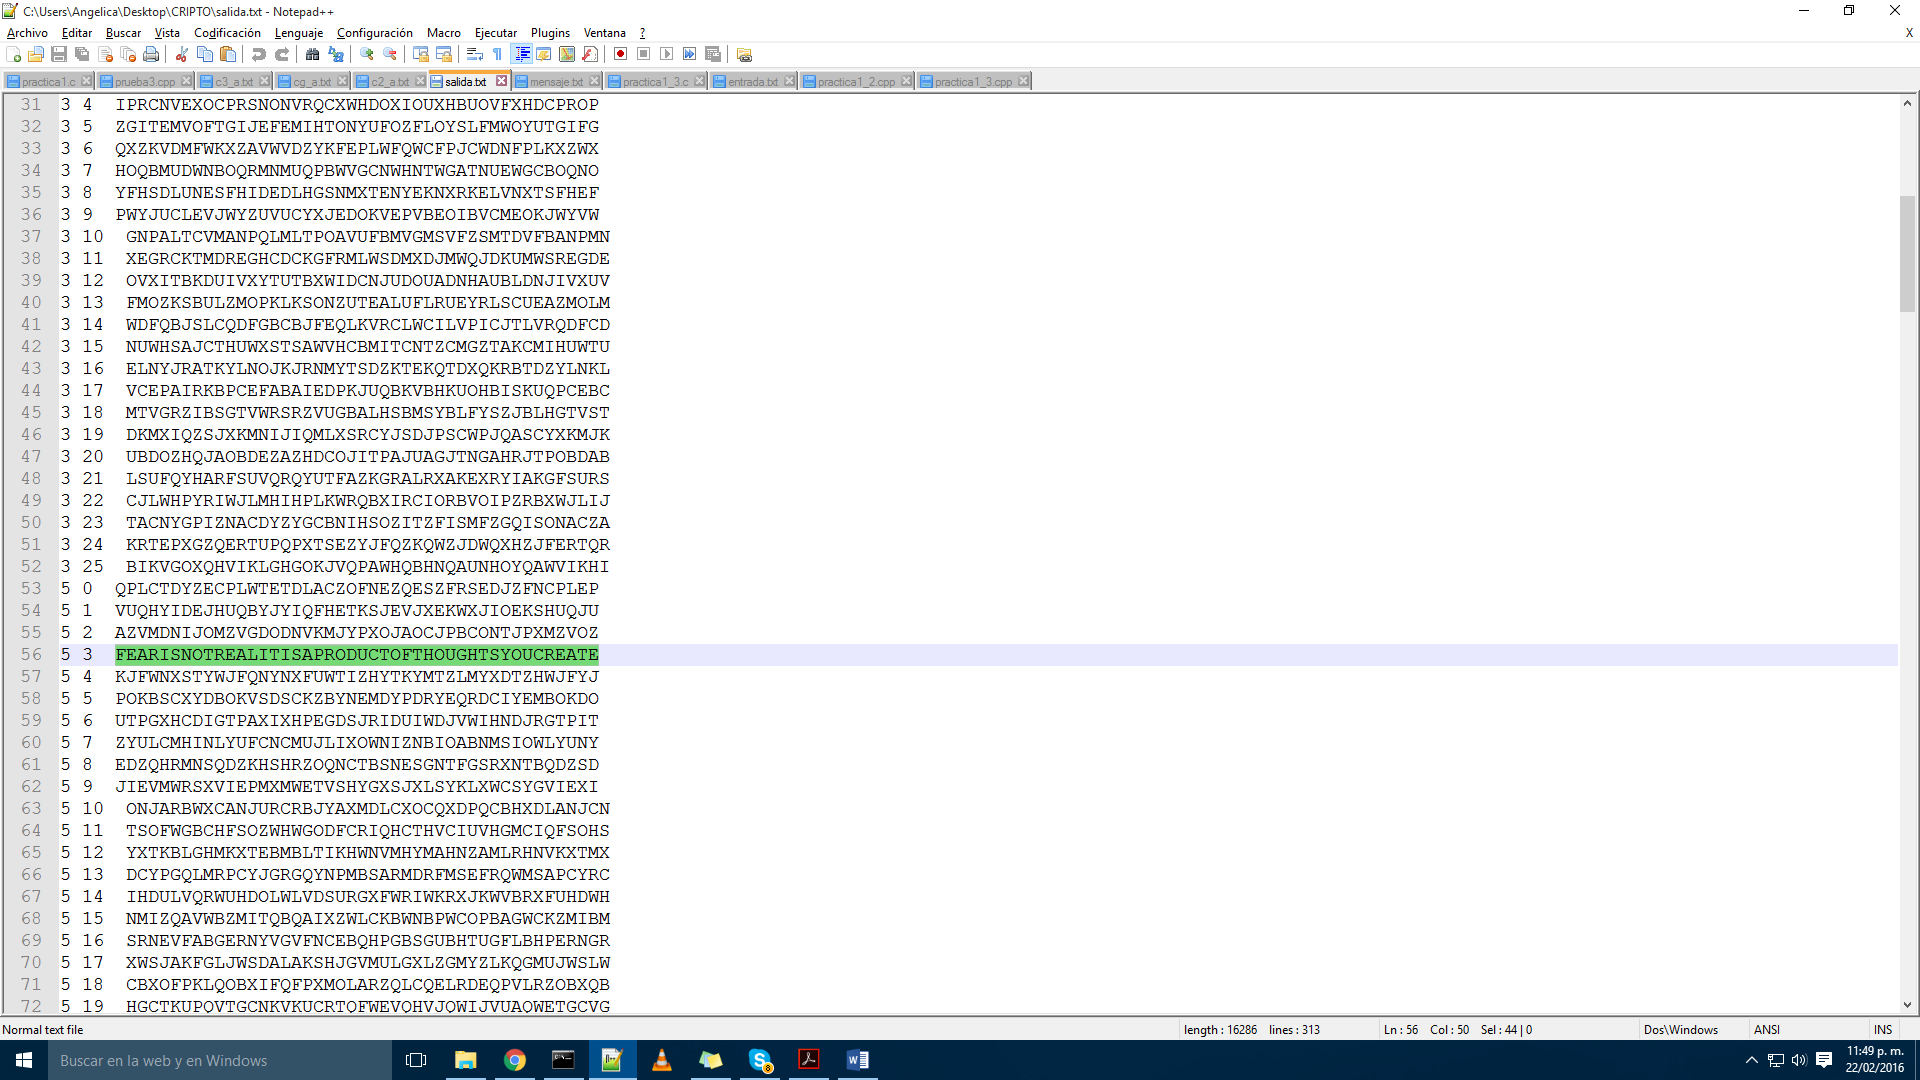 C:\Users\Angelica\Desktop\CRIPTO\salida.txt - Notepad++
Archivo Editar Buscar Vista Codificación Lenguaje Configuración Macro Ejecutar Plugins Ventana ? X
practica1.c prueba3.cpp c3_a.txt cg_a.txt c2_a.txt salida.txt mensaje.txt practica1_3.c entrada.txt practica1_2.cpp practica1_3.cpp
31 3 4 IPRCNVEXOCPRSNONVRQCXWHDOXIOUXHBUOVFXHDCPROP
32 3 5 ZGITEMVOFTGIJEFEMIHTONYUFOZFLOYSLFMWOYUTGIFG
33 3 6 QXZKVDMFWKXZAVWVDZYKFEPLWFQWCFPJCWDNFPLKXZWX
34 3 7 HOQBMUDWNBOQRMNMUQPBWVGCNWHNTWGATNUEWGCBOQNO
35 3 8 YFHSDLUNESFHIDEDLHGSNMXTENYEKNXRKELVNXTSFHEF
36 3 9 PWYJUCLEVJWYZUVUCYXJEDOKVEPVBEOIBVCMEOKJWYVW
37 3 10 GNPALTCVMANPQLMLTPOAVUFBMVGMSVFZSMTDVFBANPMN
38 3 11 XEGRCKTMDREGHCDCKGFRMLWSDMXDJMWQJDKUMWSREGDE
39 3 12 OVXITBKDUIVXYTUTBXWIDCNJUDOUADNHAUBLDNJIVXUV
40 3 13 FMOZKSBULZMOPKLKSONZUTEALUFLRUEYRLSCUEAZMOLM
41 3 14 WDFQBJSLCQDFGBCBJFEQLKVRCLWCILVPICJTLVRQDFCD
42 3 15 NUWHSAJCTHUWXSTSAWVHCBMITCNTZCMGZTAKCMIHUWTU
43 3 16 ELNYJRATKYLNOJKJRNMYTSDZKTEKQTDXQKRBTDZYLNKL
44 3 17 VCEPAIRKBPCEFABAIEDPKJUQBKVBHKUOHBISKUQPCEBC
45 3 18 MTVGRZIBSGTVWRSRZVUGBALHSBMSYBLFYSZJBLHGTVST
46 3 19 DKMXIQZSJXKMNIJIQMLXSRCYJSDJPSCWPJQASCYXKMJK
47 3 20 UBDOZHQJAOBDEZAZHDCOJITPAJUAGJTNGAHRJTPOBDAB
48 3 21 LSUFQYHARFSUVQRQYUTFAZKGRALRXAKEXRYIAKGFSURS
49 3 22 CJLWHPYRIWJLMHIHPLKWRQBXIRCIORBVOIPZRBXWJLIJ
50 3 23 TACNYGPIZNACDYZYGCBNIHSOZITZFISMFZGQISONACZA
51 3 24 KRTEPXGZQERTUPQPXTSEZYJFQZKQWZJDWQXHZJFERTQR
52 3 25 BIKVGOXQHVIKLGHGOKJVQPAWHQBHNQAUNHOYQAWVIKHI
53 5 0 QPLCTDYZECPLWTETDLACZOFNEZQESZFRSEDJZFNCPLEP
54 5 1 VUQHYIDEJHUQBYJYIQFHETKSJEVJXEKWXJIOEKSHUQJU
55 5 2 AZVMDNIJOMZVGDODNVKMJYPXOJAOCJPBCONTJPXMZVOZ
56 5 3 FEARISNOTREALITISAPRODUCTOFTHOUGHTSYOUCREATE
57 5 4 KJFWNXSTYWJFQNYNXFUWTIZHYTKYMTZLMYXDTZHWJFYJ
58 5 5 POKBSCXYDBOKVSDSCKZBYNEMDYPDRYEQRDCIYEMBOKDO
59 5 6 UTPGXHCDIGTPAXIXHPEGDSJRIDUIWDJVWIHNDJRGTPIT
60 5 7 ZYULCMHINLYUFCNCMUJLIXOWNIZNBIOABNMSIOWLYUNY
61 5 8 EDZQHRMNSQDZKHSHRZOQNCTBSNESGNTFGSRXNTBQDZSD
62 5 9 JIEVMWRSXVIEPMXMWETVSHYGXSJXLSYKLXWCSYGVIEXI
63 5 10 ONJARBWXCANJURCRBJYAXMDLCXOCQXDPQCBHXDLANJCN
64 5 11 TSOFWGBCHFSOZWHWGODFCRIQHCTHVCIUVHGMCIQFSOHS
65 5 12 YXTKBLGHMKXTEBMBLTIKHWNVMHYMAHNZAMLRHNVKXTMX
66 5 13 DCYPGQLMRPCYJGRGQYNPMBSARMDRFMSEFRQWMSAPCYRC
67 5 14 IHDULVQRWUHDOLWLVDSURGXFWRIWKRXJKWVBRXFUHDWH
68 5 15 NMIZQAVWBZMITQBQAIXZWLCKBWNBPWCOPBAGWCKZMIBM
69 5 16 SRNEVFABGERNYVGVFNCEBQHPGBSGUBHTUGFLBHPERNGR
70 5 17 XWSJAKFGLJWSDALAKSHJGVMULGXLZGMYZLKQGMUJWSLW
71 5 18 CBXOFPKLQOBXIFQFPXMOLARZQLCQELRDEQPVLRZOBXQB
72 5 19 HGCTKUPQVTGCNKVKUCRTQFWEVQHVJQWIJVUAQWETGCVG
Normal text file length : 16286 lines : 313 Ln : 56 Col : 50 Sel : 44 | 0 Dos\Windows ANSI INS
Buscar en la web y en Windows
8
11:49 p. m.
22/02/2016